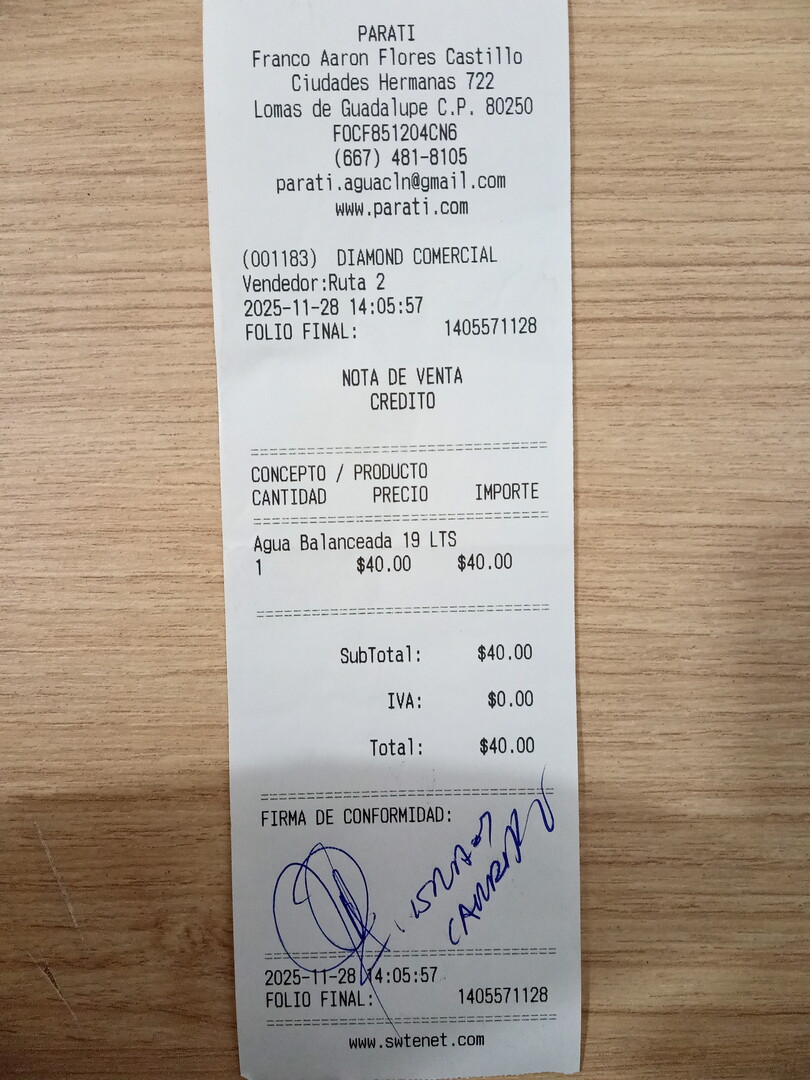 PARATI
Franco Aaron Flores Castillo
Ciudades Hermanas 722
Lomas de Guadalupe C.P. 80250
FOCF851204CN6
(667) 481-8105
parati.aguacln@gmail.com
www.parati.com
(001183) DIAMOND COMERCIAL
Vendedor:Ruta 2
2025-11-28 14:05:57
FOLIO FINAL: 1405571128
NOTA DE VENTA
CREDITO
CONCEPTO / PRODUCTO
CANTIDAD PRECIO IMPORTE
Agua Balanceada 19 LTS
1 $40.00 $40.00
SubTotal: $40.00
IVA: $0.00
Total: $40.00
FIRMA DE CONFORMIDAD:
2025-11-28 14:05:57
FOLIO FINAL: 1405571128
www.swtenet.com